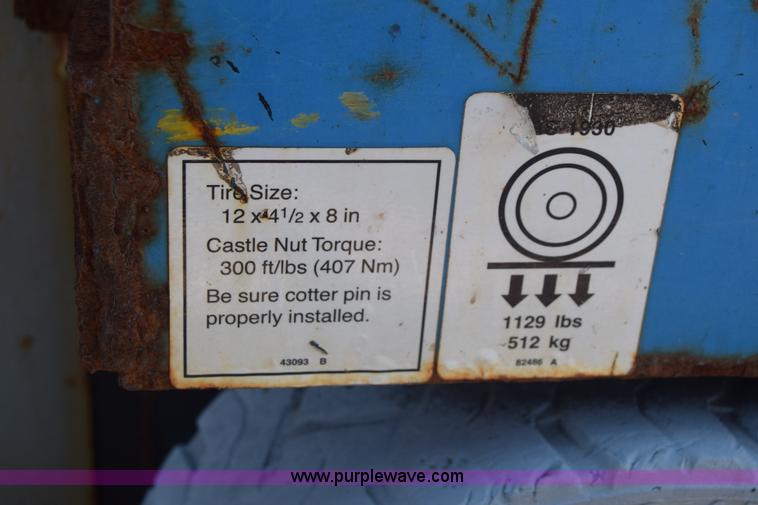 Tire Size:
12 x 4 1/2 x 8 in
Castle Nut Torque:
300 ft/lbs (407 Nm)
Be sure cotter pin is
properly installed.
43093 B
1930
1129 lbs
512 kg
82486 A
www.purplewave.com